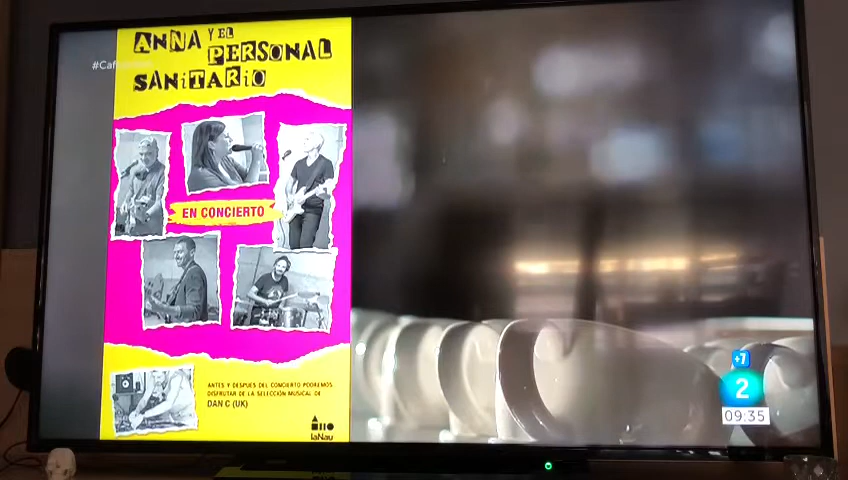 ANNA Y EL
PERSONAL
SANITARIO
EN CONCIERTO
ANTES Y DESPUES DEL CONCIERTO PODREMOS
DISFRUTAR DE LA SELECCIÓN MUSICAL DE
DAN C (UK)
laNau
+7
2
09:35